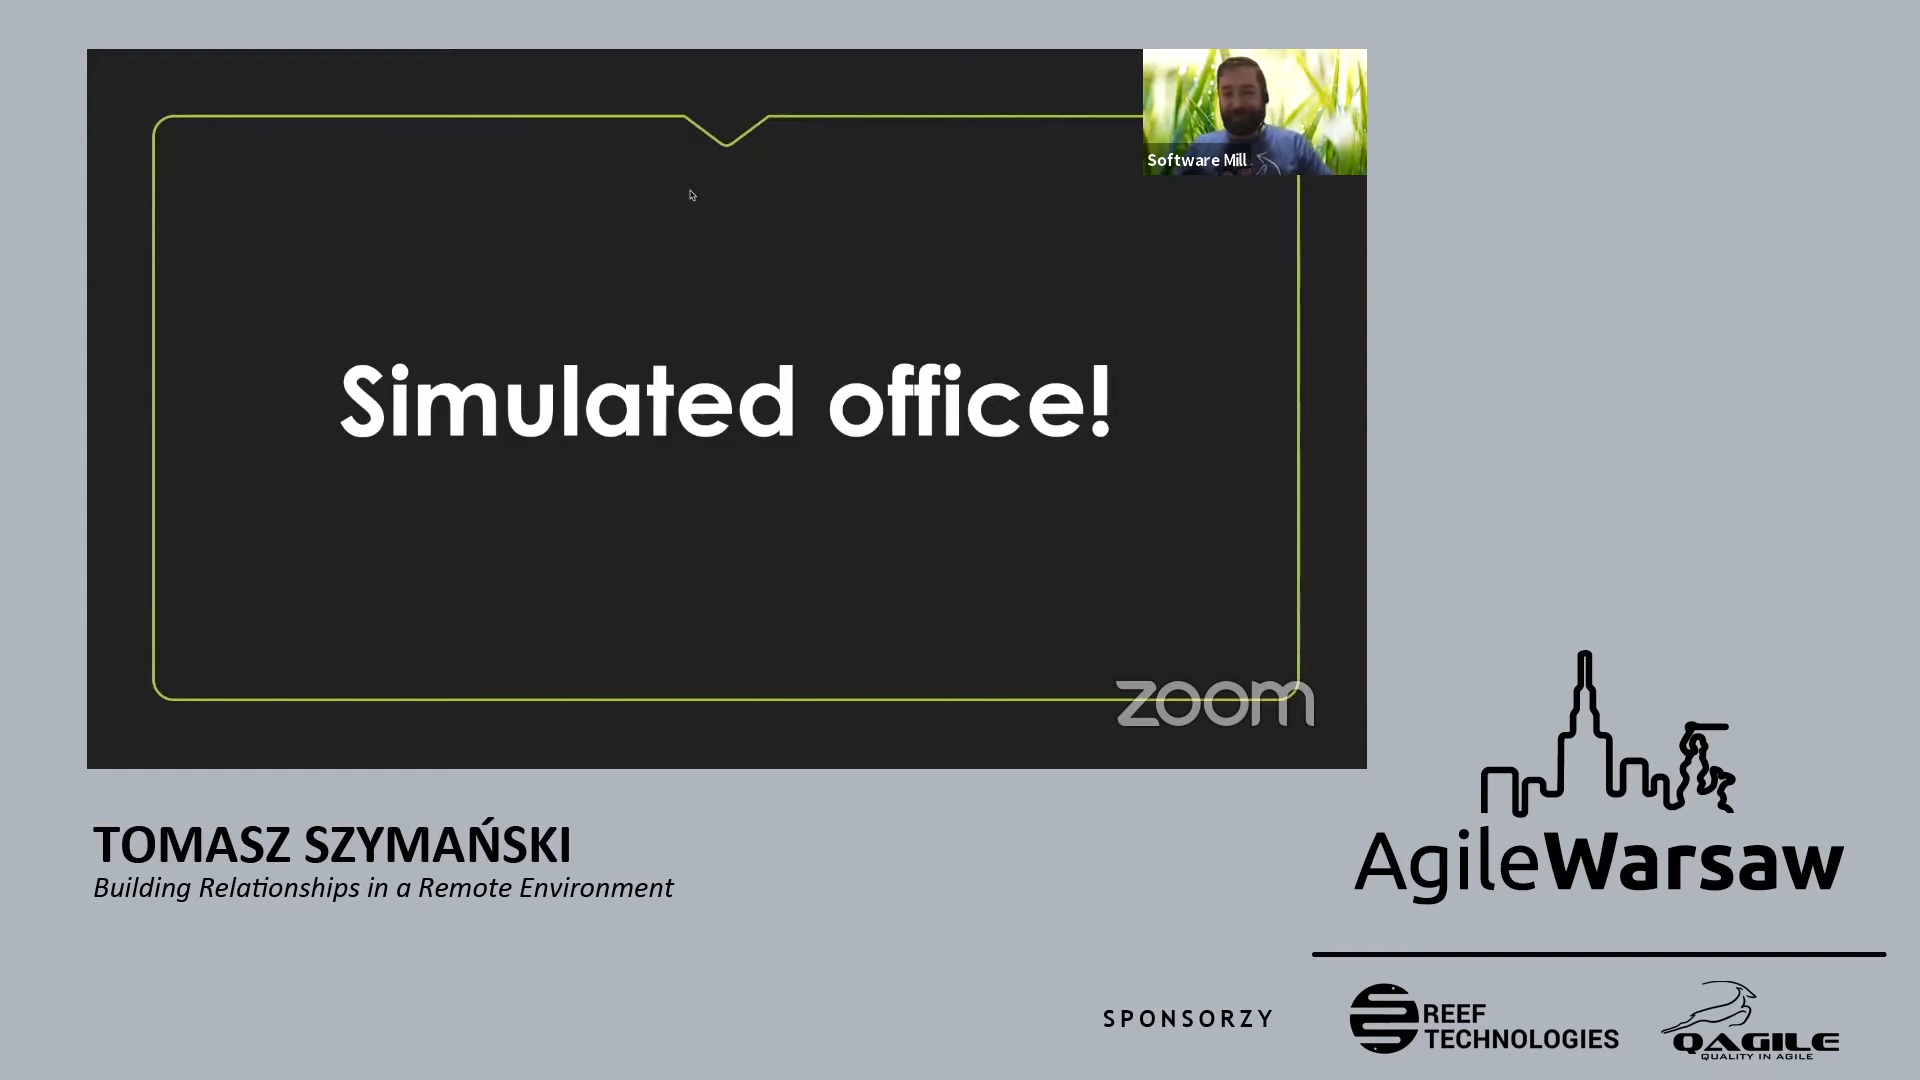 Software Mill
Simulated office!
zoom
TOMASZ SZYMAŃSKI
Building Relationships in a Remote Environment
AgileWarsaw
SPONSORZY
REEF
TECHNOLOGIES
QAGILE
QUALITY IN AGILE